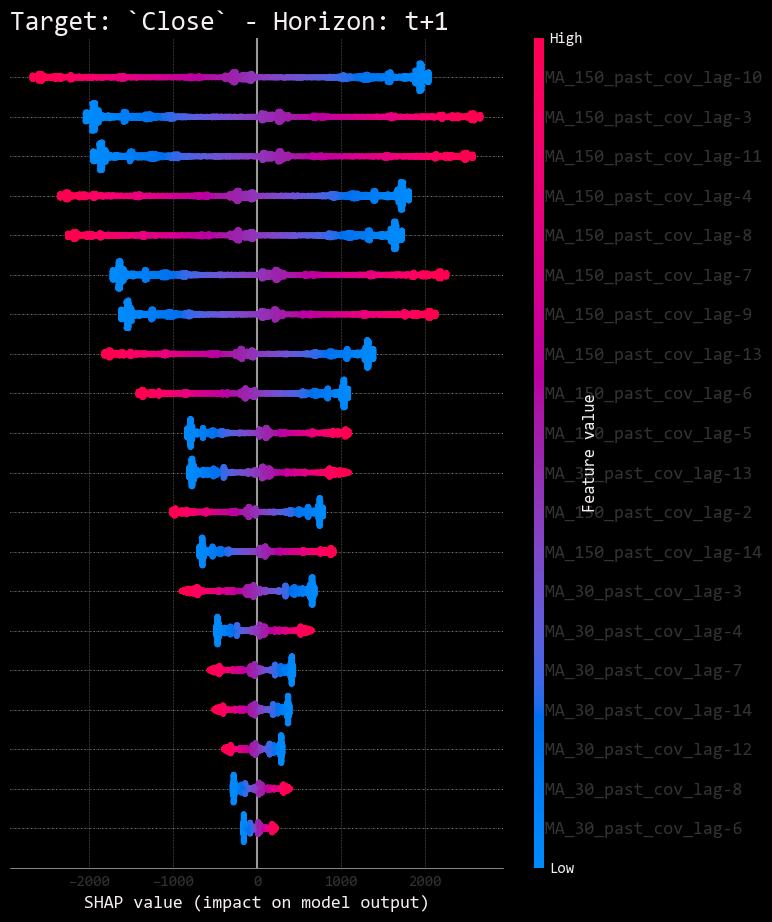 Target: `Close` - Horizon: t+1
High
MA_150_past_cov_lag-10
MA_150_past_cov_lag-3
MA_150_past_cov_lag-11
MA_150_past_cov_lag-4
MA_150_past_cov_lag-8
MA_150_past_cov_lag-7
MA_150_past_cov_lag-9
MA_150_past_cov_lag-13
MA_150_past_cov_lag-6
MA_150_past_cov_lag-5
MA_30_past_cov_lag-13
MA_150_past_cov_lag-2
MA_150_past_cov_lag-14
MA_30_past_cov_lag-3
MA_30_past_cov_lag-4
MA_30_past_cov_lag-7
MA_30_past_cov_lag-14
MA_30_past_cov_lag-12
MA_30_past_cov_lag-8
MA_30_past_cov_lag-6
Feature value
Low
−2000 −1000 0 1000 2000
SHAP value (impact on model output)